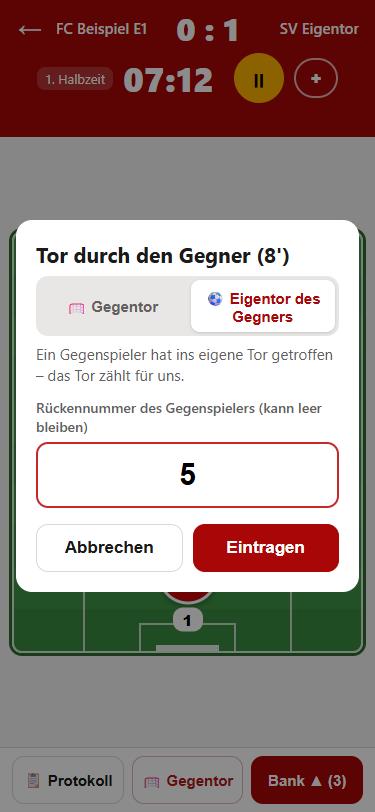 ← FC Beispiel E1 0 : 1 SV Eigentor
1. Halbzeit 07:12 +
Tor durch den Gegner (8')
Gegentor
Eigentor des
Gegners
Ein Gegenspieler hat ins eigene Tor getroffen
– das Tor zählt für uns.
Rückennummer des Gegenspielers (kann leer
bleiben)
5
Abbrechen Eintragen
1
Protokoll Gegentor Bank ▲ (3)